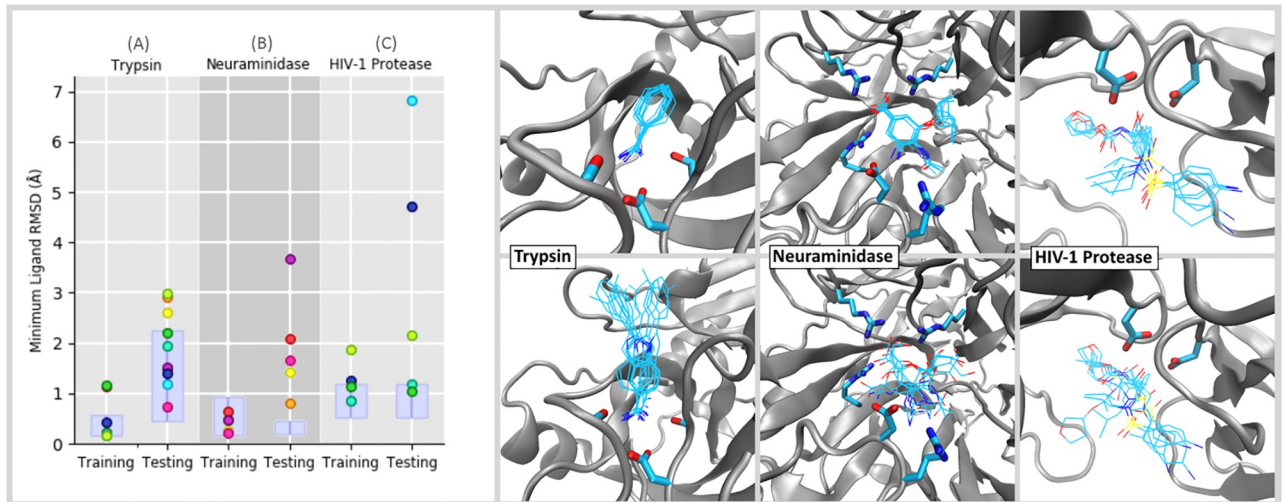 (A) (B) (C)
Trypsin Neuraminidase HIV-1 Protease
Minimum Ligand RMSD (Å)
7
6
5
4
3
2
1
0
Training Testing Training Testing Training Testing
Trypsin Neuraminidase HIV-1 Protease